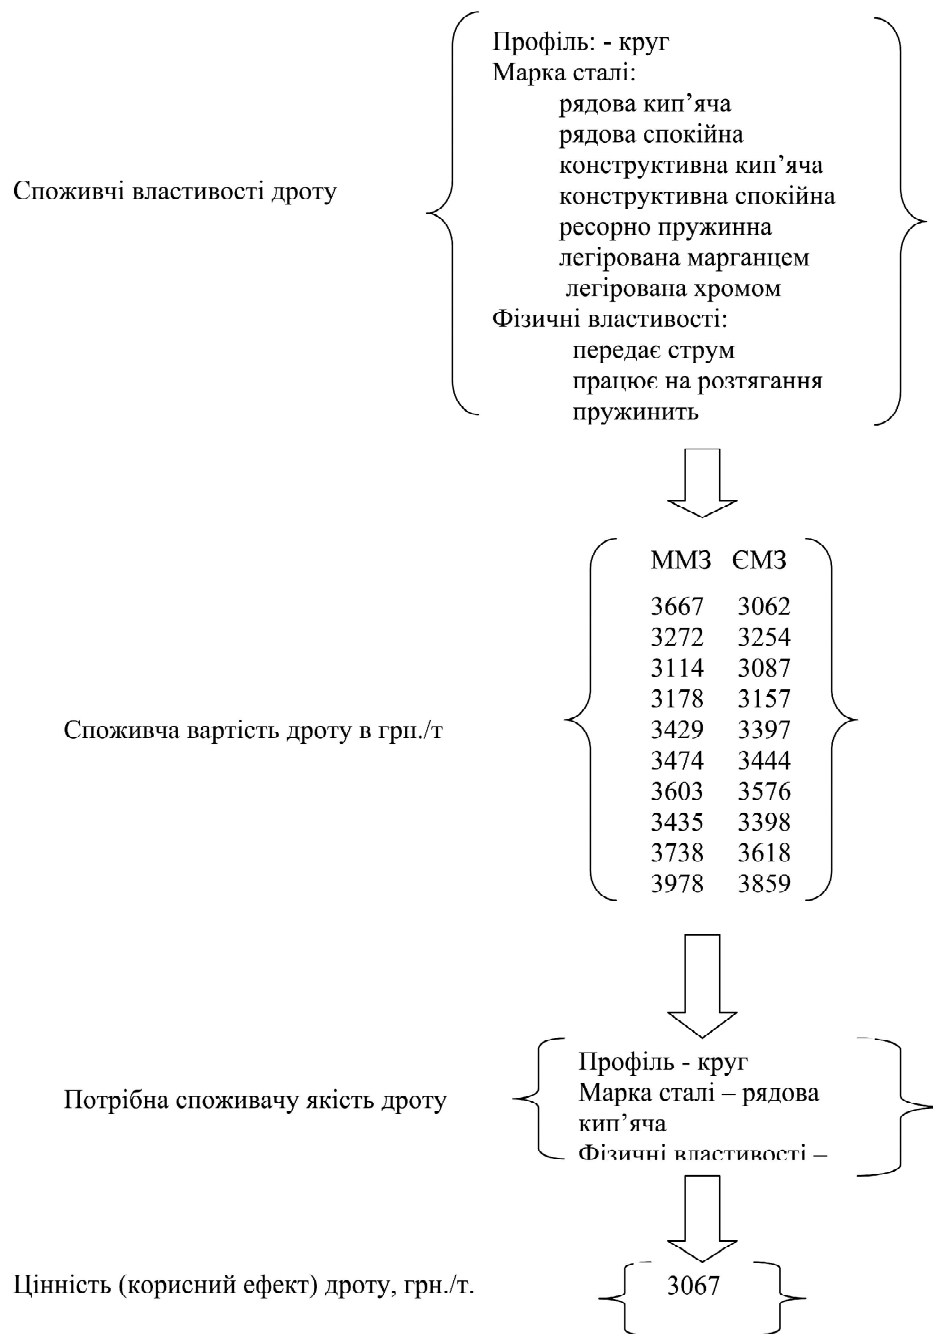 Профіль: - круг
Марка сталі:
рядова кип’яча
рядова спокійна
конструктивна кип’яча
Споживчі властивості дроту
конструктивна спокійна
ресорно пружинна
легірована марганцем
легірована хромом
Фізичні властивості:
передає струм
працює на розтягання
пружинить
ММЗ ЄМЗ
3667 3062
3272 3254
3114 3087
3178 3157
Споживча вартість дроту в грп./т
3429 3397
3474 3444
3603 3576
3435 3398
3738 3618
3978 3859
Профіль - круг
Потрібна споживачу якість дроту
Марка сталі – рядова
кип’яча
Фізичні властивості –
Цінність (корисний ефект) дроту, грн./т.
3067